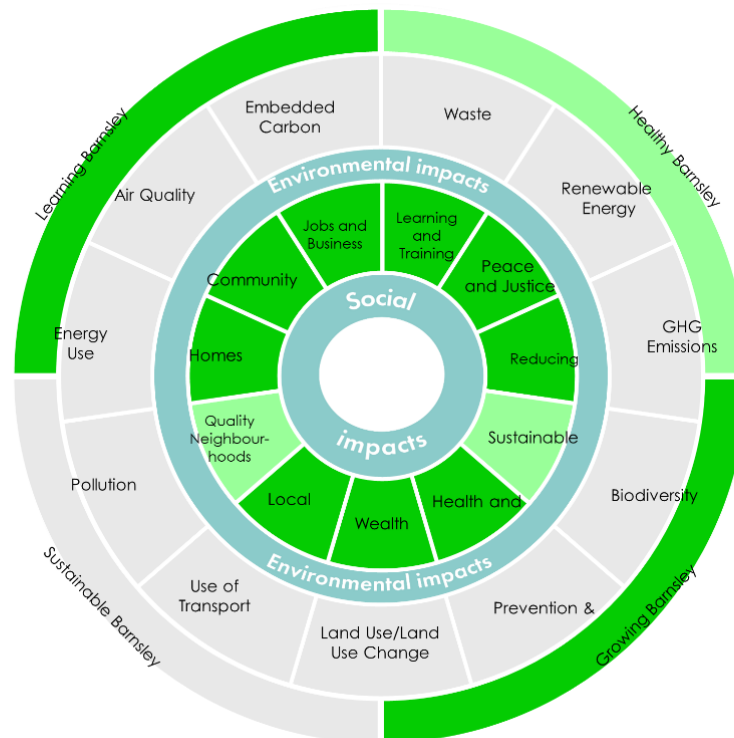 Learning Barnsley
Healthy Barnsley
Embedded
Carbon
Waste
Air Quality
Renewable
Energy
Energy
Use
GHG
Emissions
Pollution
Biodiversity
Use of
Transport
Land Use/Land
Use Change
Prevention &
Sustainable Barnsley
Growing Barnsley
Environmental impacts
Jobs and
Business
Learning
and
Training
Community
Peace
and Justice
Homes
Reducing
Quality
Neighbour-
hoods
Sustainable
Local
Wealth
Health and
Social
impacts
Environmental impacts